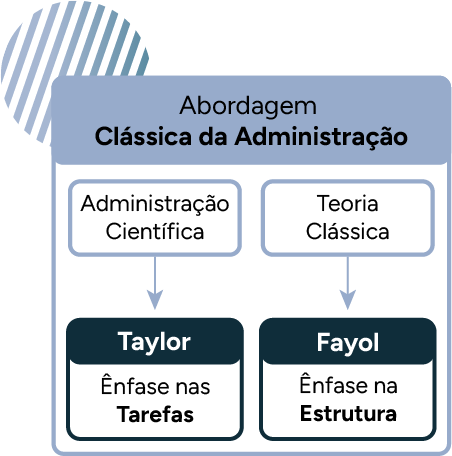 Abordagem
Clássica da Administração
Administração
Científica
Teoria
Clássica
Taylor
Ênfase nas
Tarefas
Fayol
Ênfase na
Estrutura